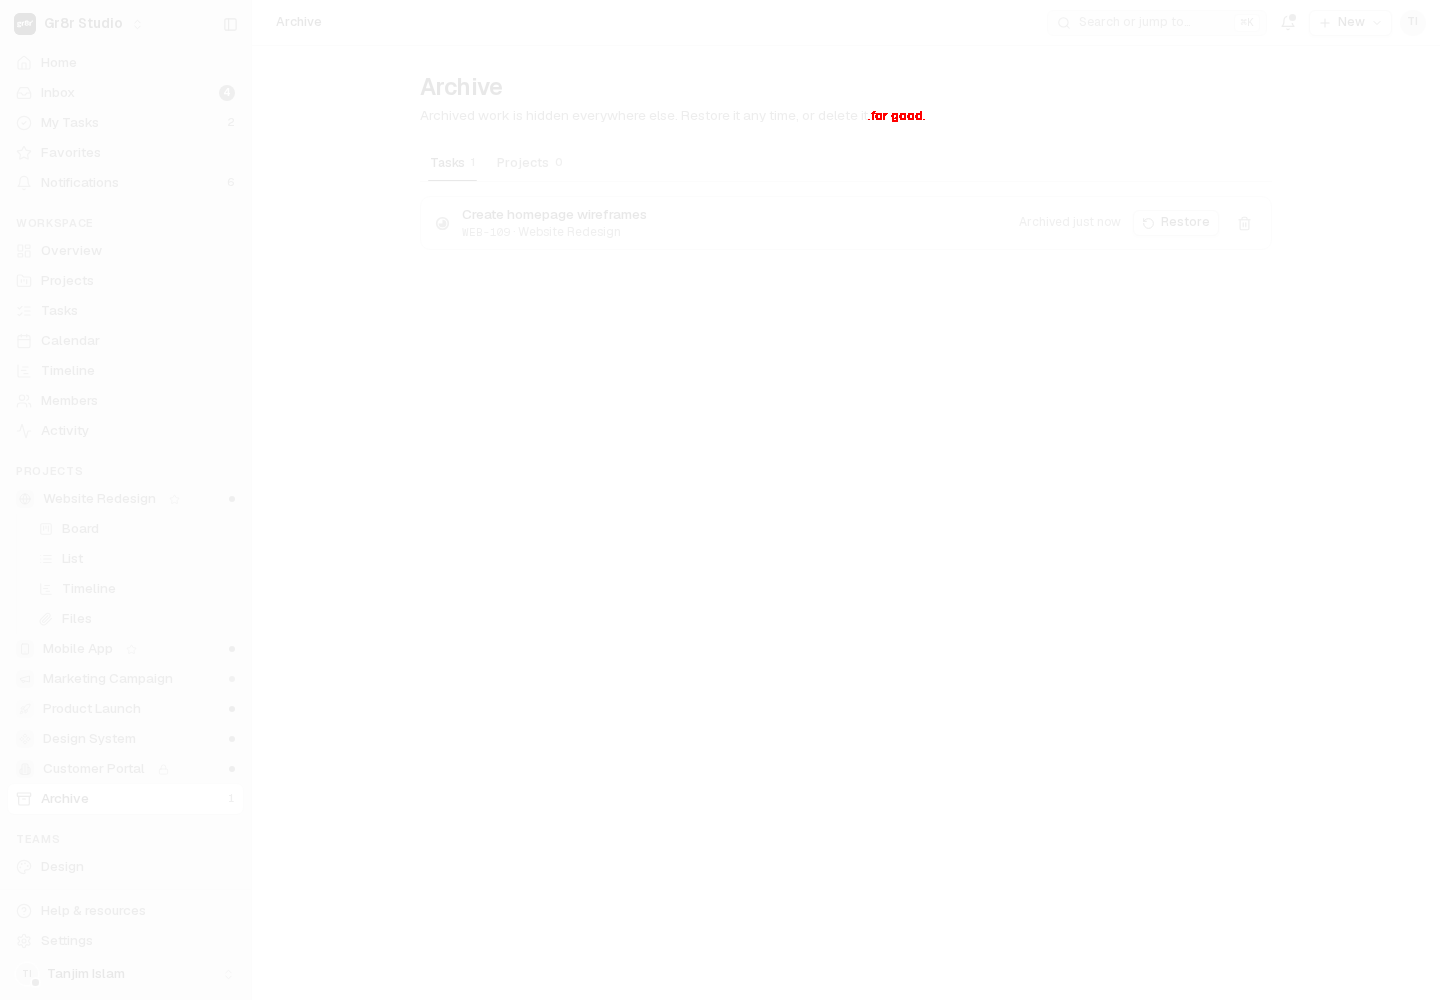 Gr8r Studio
Home
Inbox 4
My Tasks 2
Favorites
Notifications 6
WORKSPACE
Overview
Projects
Tasks
Calendar
Timeline
Members
Activity
PROJECTS
Website Redesign
Board
List
Timeline
Files
Mobile App
Marketing Campaign
Product Launch
Design System
Customer Portal
Archive 1
TEAMS
Design
Help & resources
Settings
TI Tanjim Islam
Archive
Search or jump to... ⌘K
New
TI
Archive
Archived work is hidden everywhere else. Restore it any time, or delete it for good.
Tasks 1 Projects 0
Create homepage wireframes
WEB-109 · Website Redesign
Archived just now
Restore